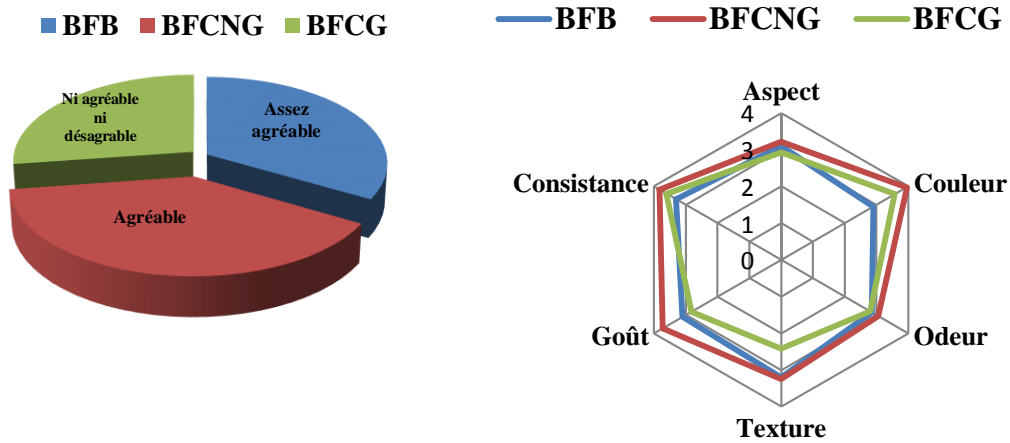 BFB BFCNG BFCG
Ni agréable
ni
désagrable
Assez
agréable
Agréable
BFB BFCNG BFCG
Aspect
4
3
2
1
0
Consistance
Couleur
Goût
Odeur
Texture